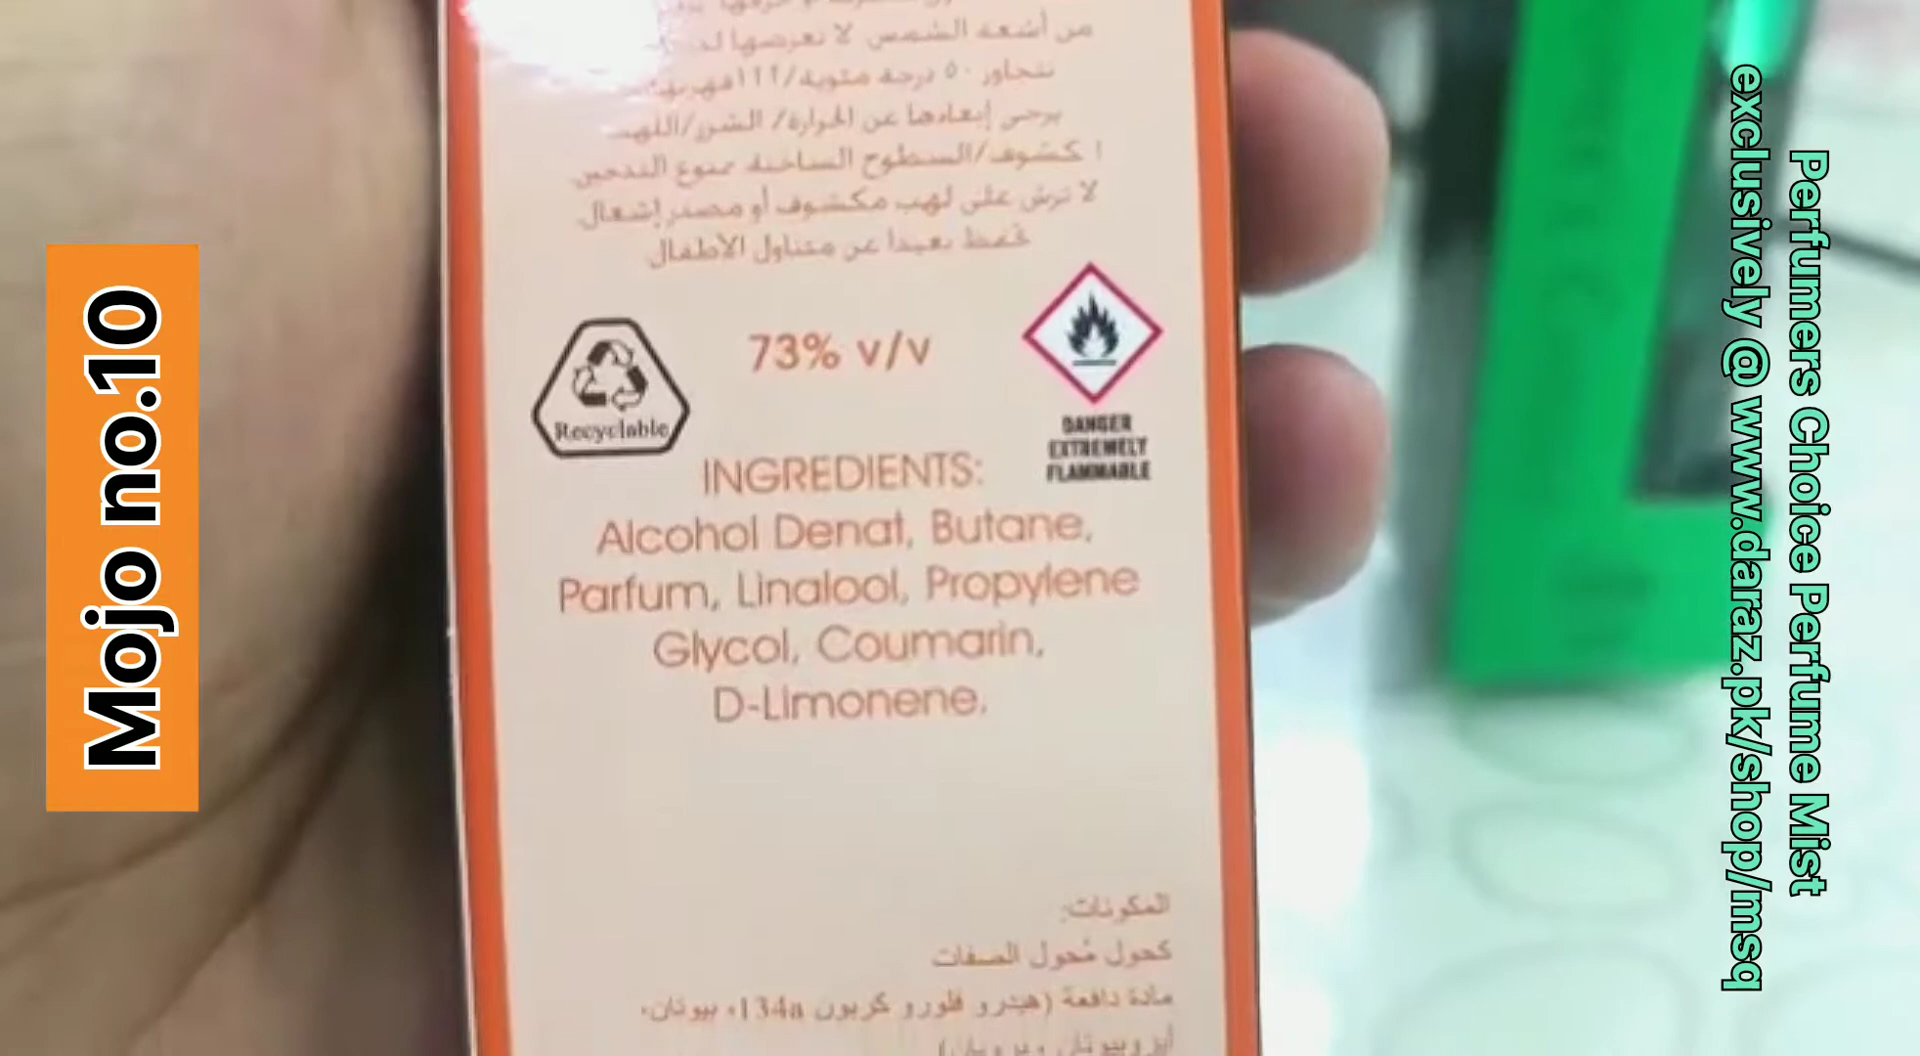 Mojo no.10
من أشعة الشمس لا تعرضها
تتجاوز ٥٠ درجة مئوية/
يرجى إبعادها عن الحرارة/ الشرر/اللهب
كشوف/السطوح الساخنة ممنوع التدخين
لا ترش على لهب مكشوف أو مصدر إشعال.
تحفظ بعيدا عن متناول الأطفال
73% v/v
Recyclable
DANGER
EXTREMELY
FLAMMABLE
INGREDIENTS:
Alcohol Denat, Butane,
Parfum, Linalool, Propylene
Glycol, Coumarin,
D-Limonene.
المكونات:
كحول مُحول الصفات
مادة دافعة (هيدرو فلورو كربون 134a، بيوتان،
Perfumers Choice Perfume Mist
exclusively @ www.daraz.pk/shop/msq